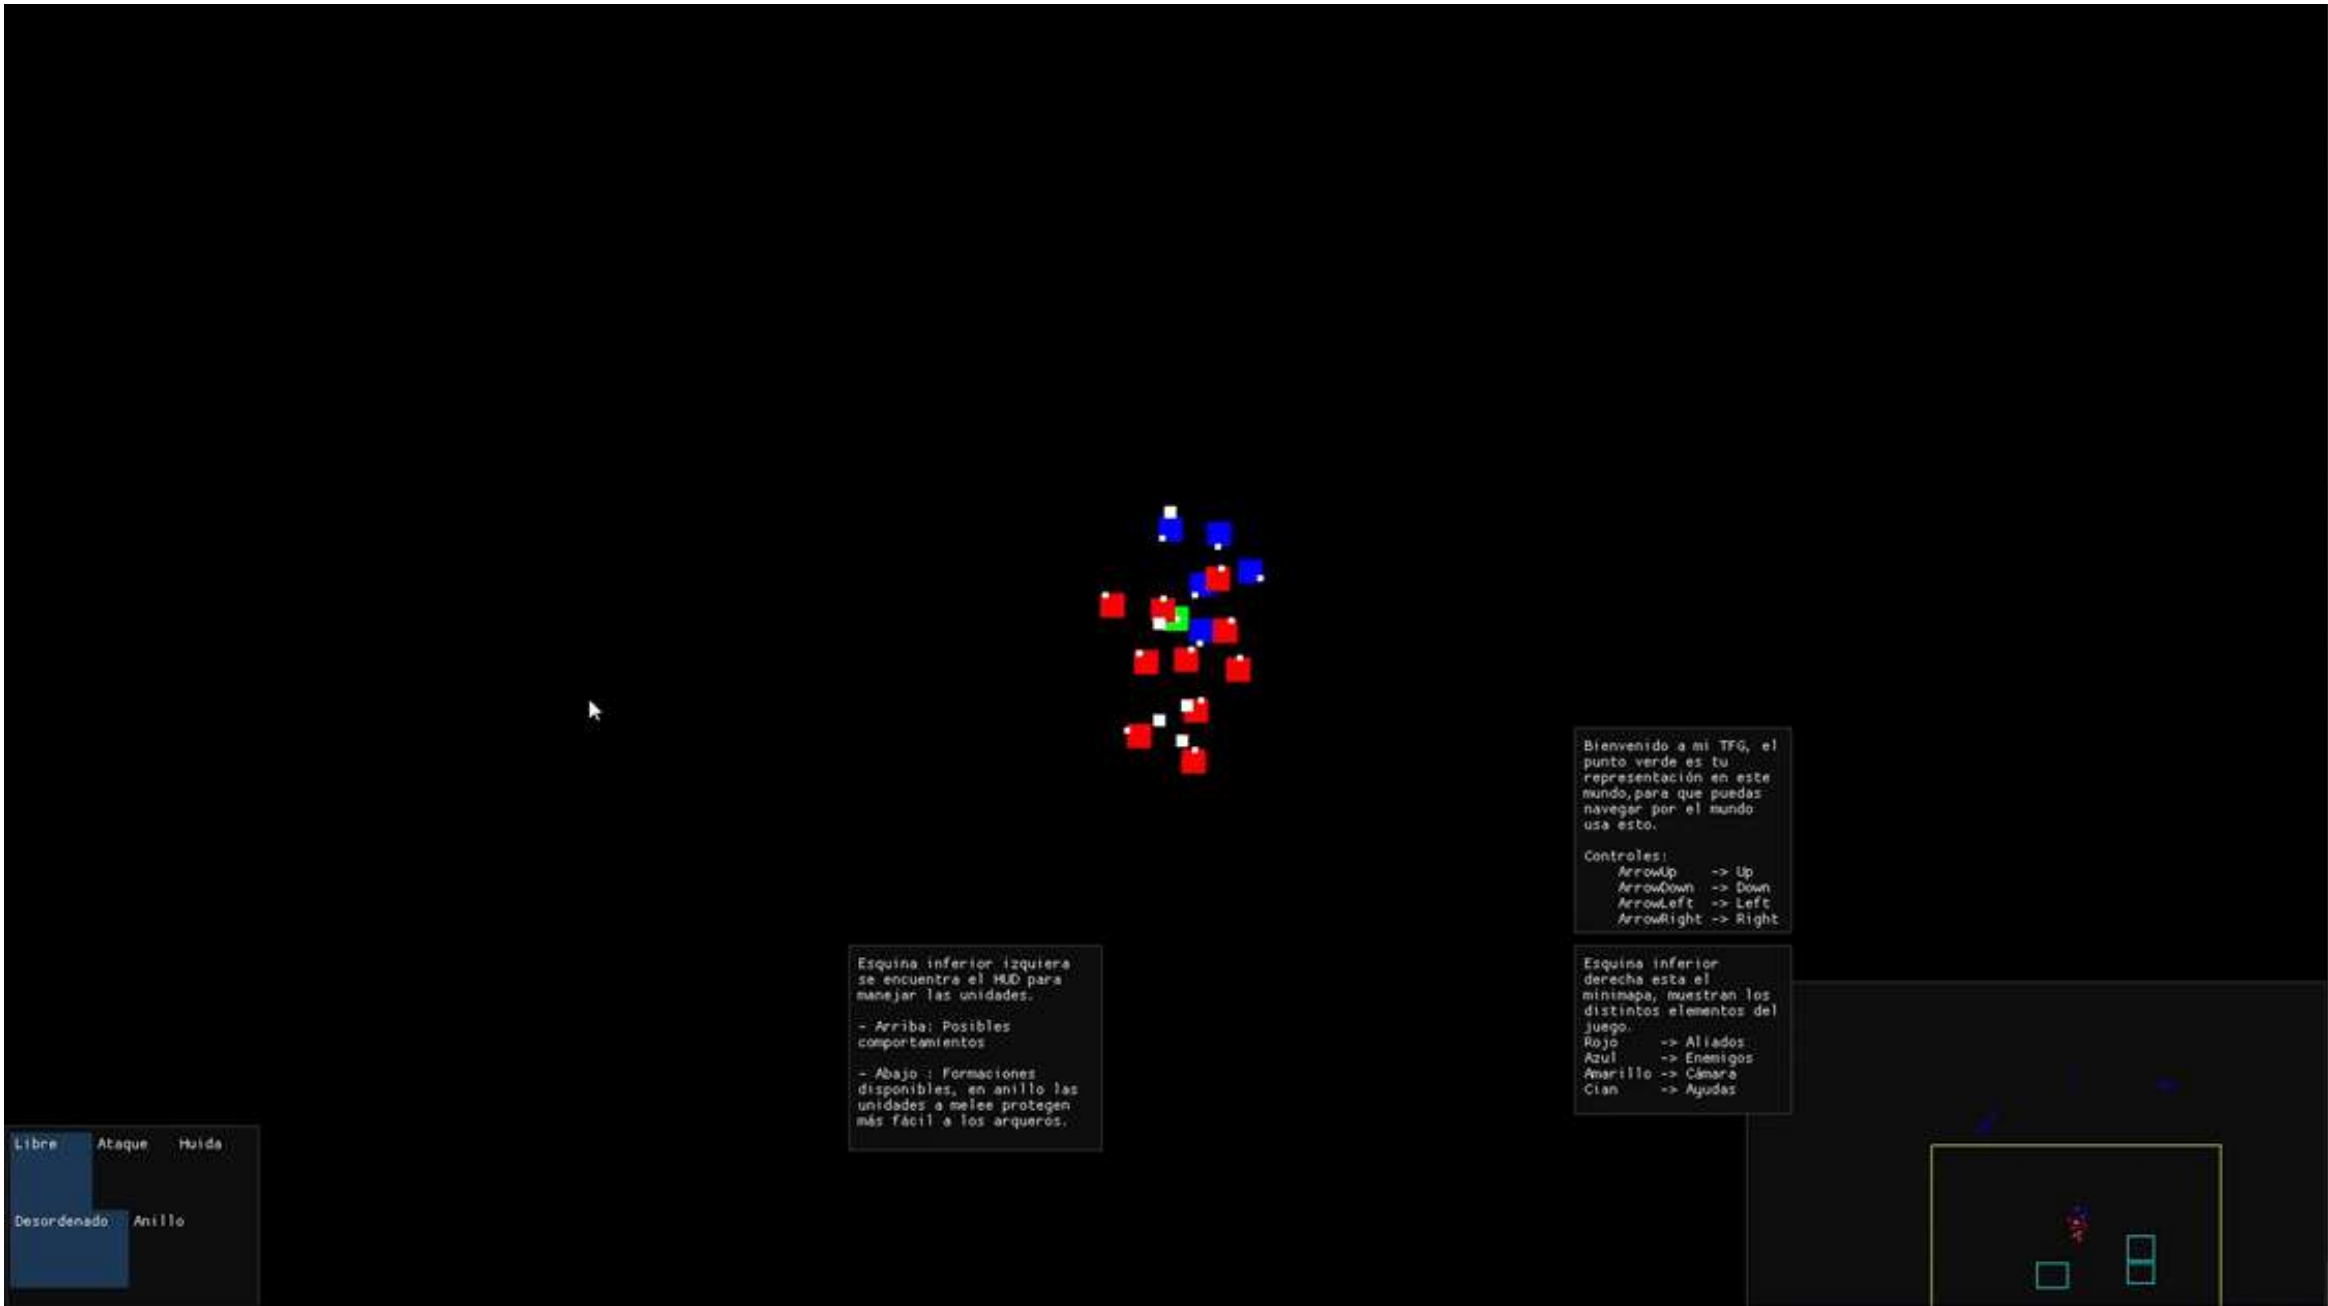 Bienvenido a mi TFG, el
punto verde es tu
representación en este
mundo,para que puedas
navegar por el mundo
usa esto.
Controles:
ArrowUp -> Up
ArrowDown -> Down
ArrowLeft -> Left
ArrowRight -> Right
Esquina inferior izquiera
se encuentra el HUD para
manejar las unidades.
- Arriba: Posibles
comportamientos
- Abajo : Formaciones
disponibles, en anillo las
unidades a melee protegen
más fácil a los arqueros.
Esquina inferior
derecha esta el
minimapa, muestran los
distintos elementos del
juego.
Rojo -> Aliados
Azul -> Enemigos
Amarillo -> Cámara
Cian -> Ayudas
Libre Ataque Huida
Desordenado Anillo